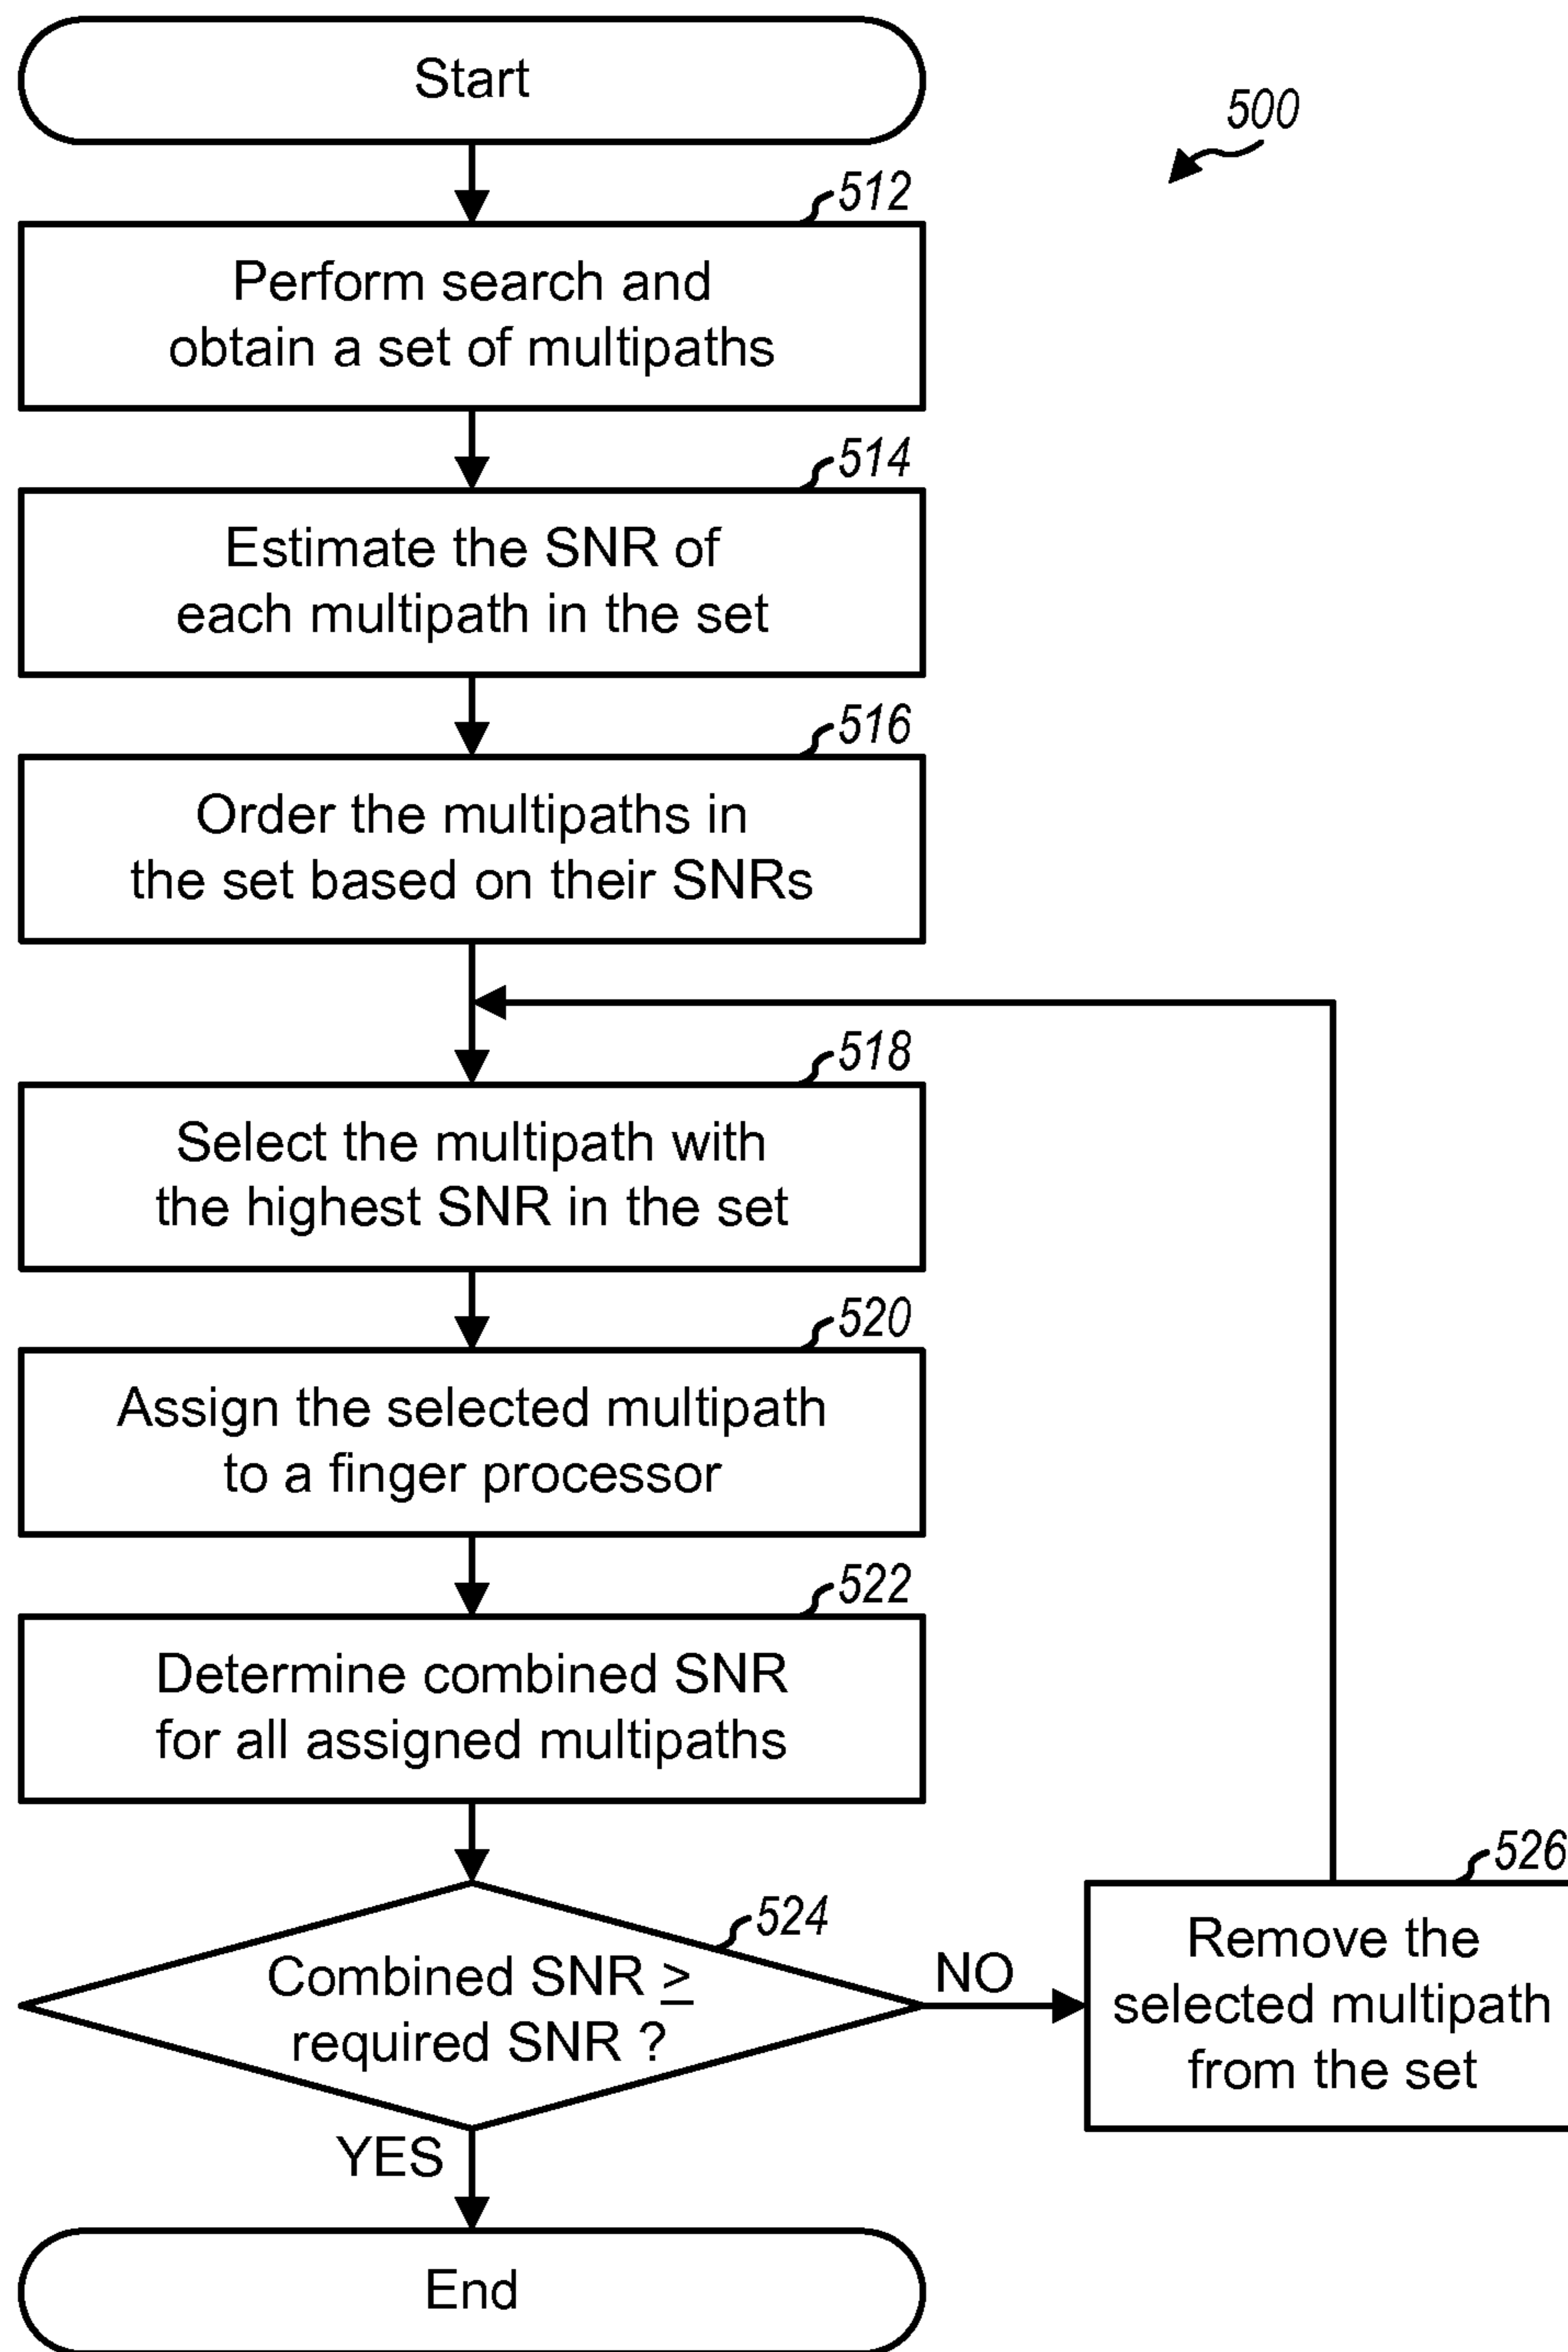 Start
500
512
Perform search and
obtain a set of multipaths
514
Estimate the SNR of
each multipath in the set
516
Order the multipaths in
the set based on their SNRs
518
Select the multipath with
the highest SNR in the set
520
Assign the selected multipath
to a finger processor
522
Determine combined SNR
for all assigned multipaths
524
Combined SNR ≥
required SNR ?
NO
526
Remove the
selected multipath
from the set
YES
End